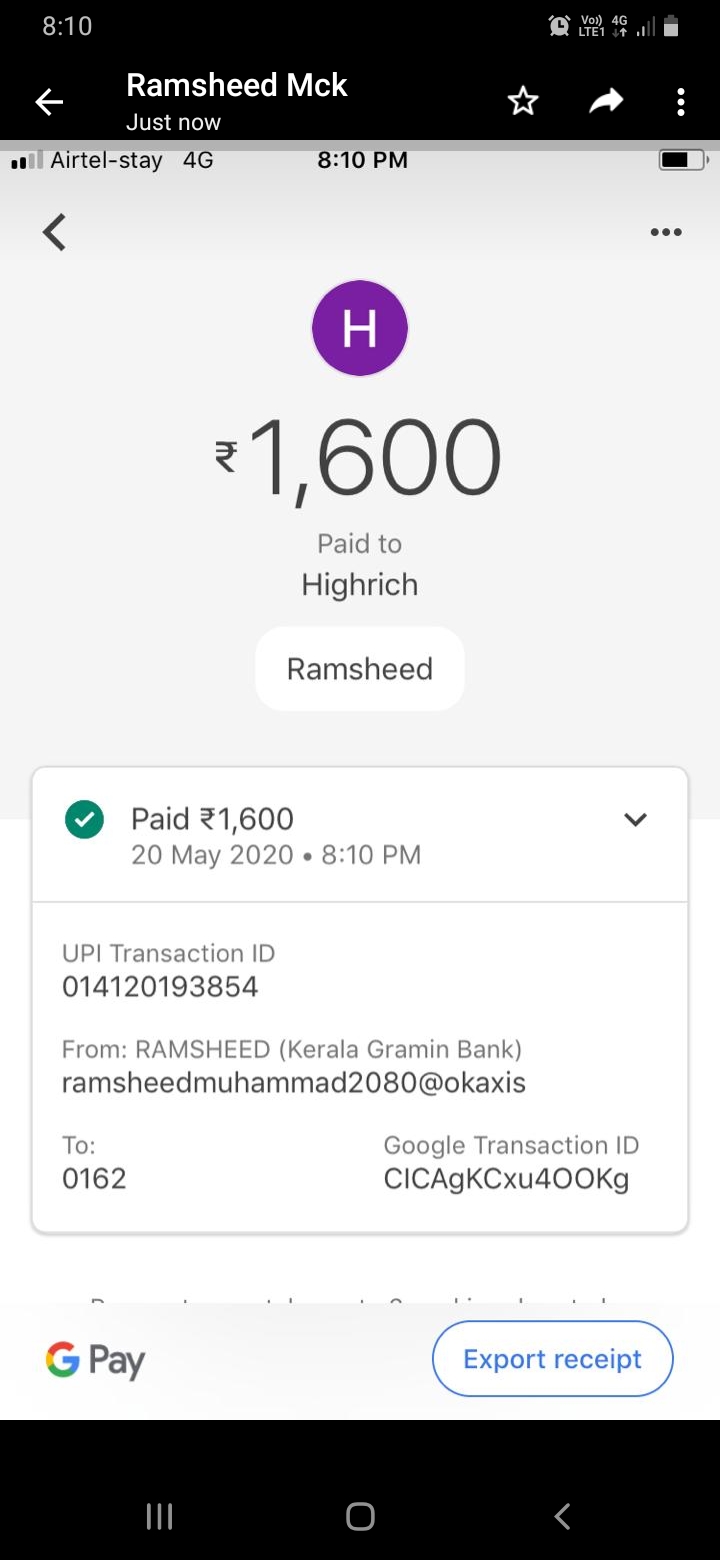 8:10
Vo)) LTE1 4G
Ramsheed Mck
Just now
Airtel-stay 4G 8:10 PM
H
₹1,600
Paid to
Highrich
Ramsheed
Paid ₹1,600
20 May 2020 • 8:10 PM
UPI Transaction ID
014120193854
From: RAMSHEED (Kerala Gramin Bank)
ramsheedmuhammad2080@okaxis
To:
0162
Google Transaction ID
CICAgKCxu4OOKg
G Pay
Export receipt